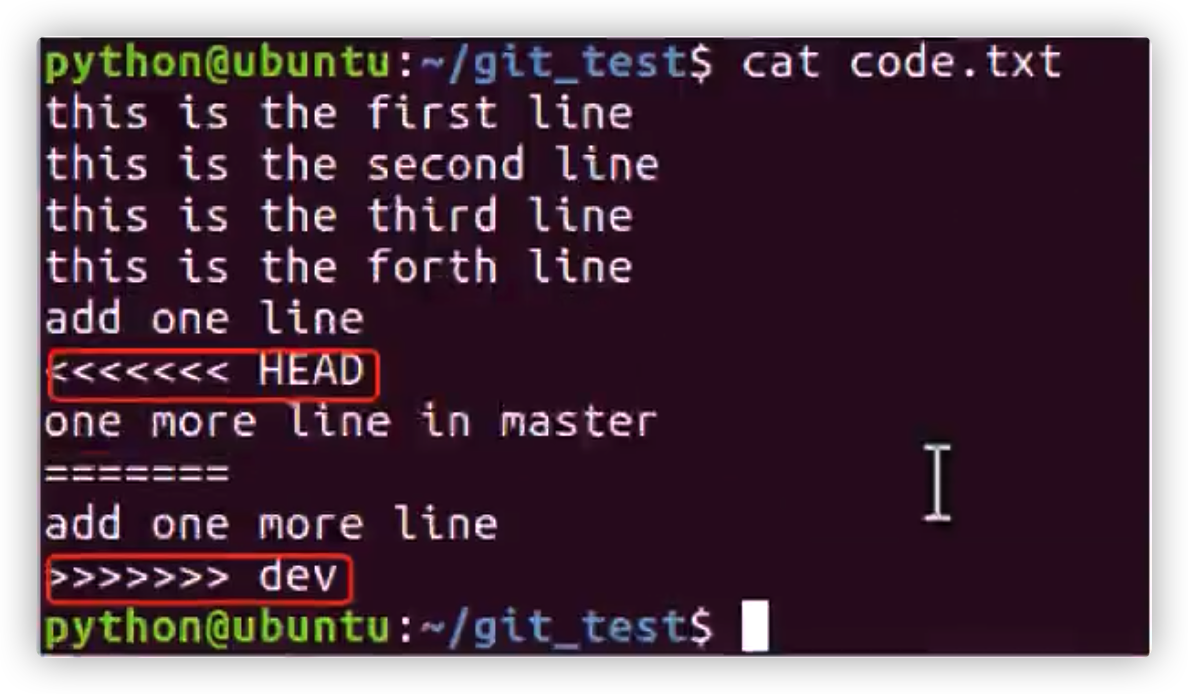 python@ubuntu:~/git_test$ cat code.txt
this is the first line
this is the second line
this is the third line
this is the forth line
add one line
<<<<<<< HEAD
one more line in master
=======
add one more line
>>>>>>> dev
python@ubuntu:~/git_test$